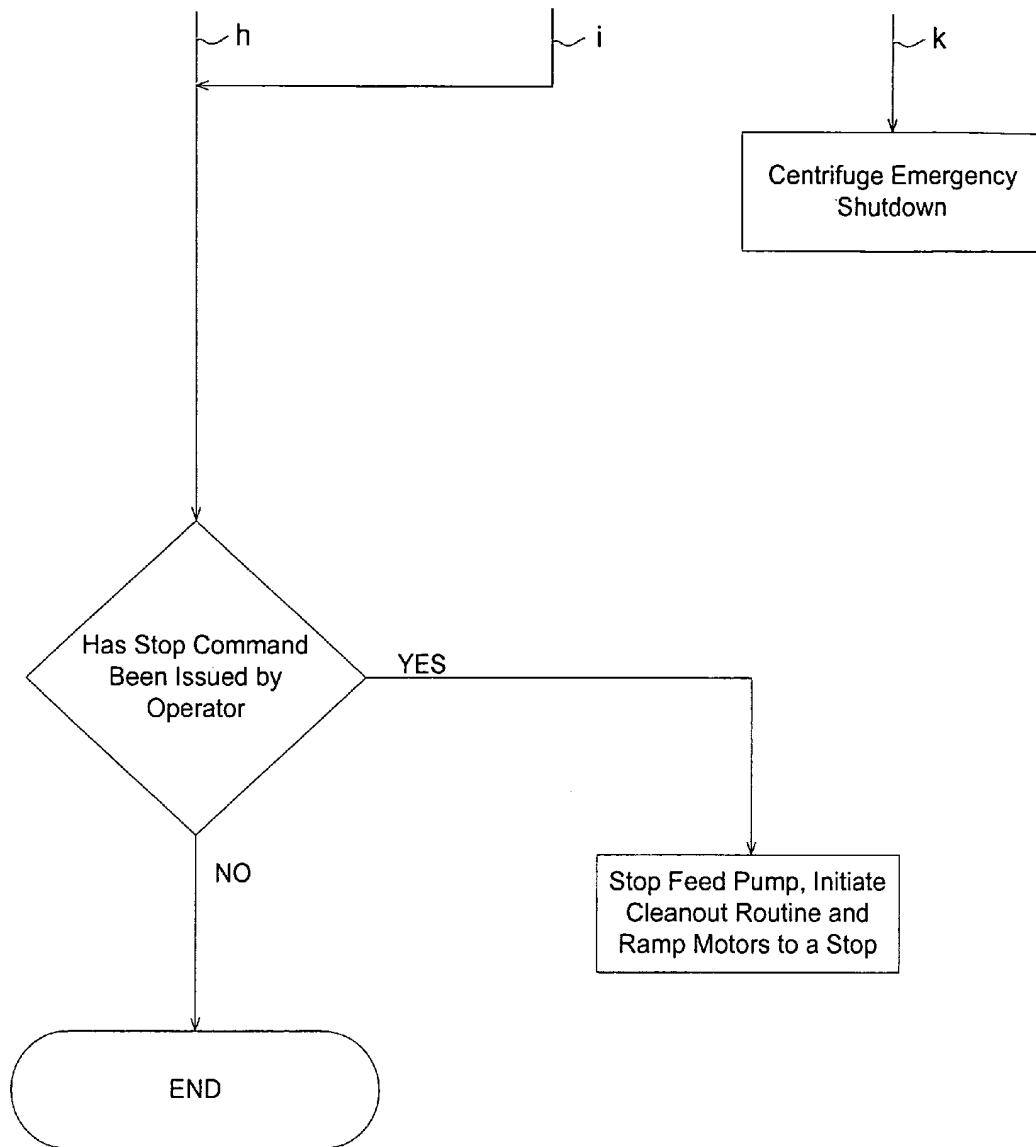 h
i
k
Centrifuge Emergency
Shutdown
Has Stop Command
Been Issued by
Operator
YES
NO
Stop Feed Pump, Initiate
Cleanout Routine and
Ramp Motors to a Stop
END